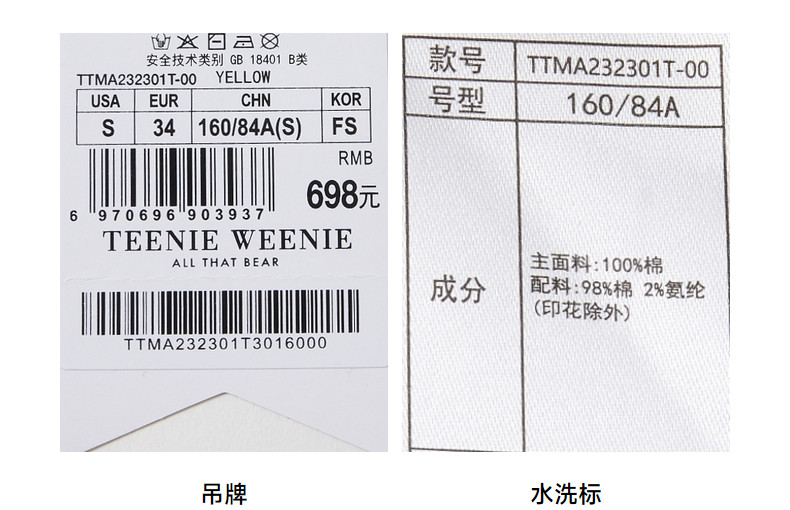 安全技术类别 GB 18401 B类
TTMA232301T-00 YELLOW
USA EUR CHN KOR
S 34 160/84A(S) FS
RMB
698元
6 970696 903937
TEENIE WEENIE
ALL THAT BEAR
TTMA232301T3016000
吊牌
款号 TTMA232301T-00
号型 160/84A
成分
主面料:100%棉
配料:98%棉 2%氨纶
(印花除外)
水洗标